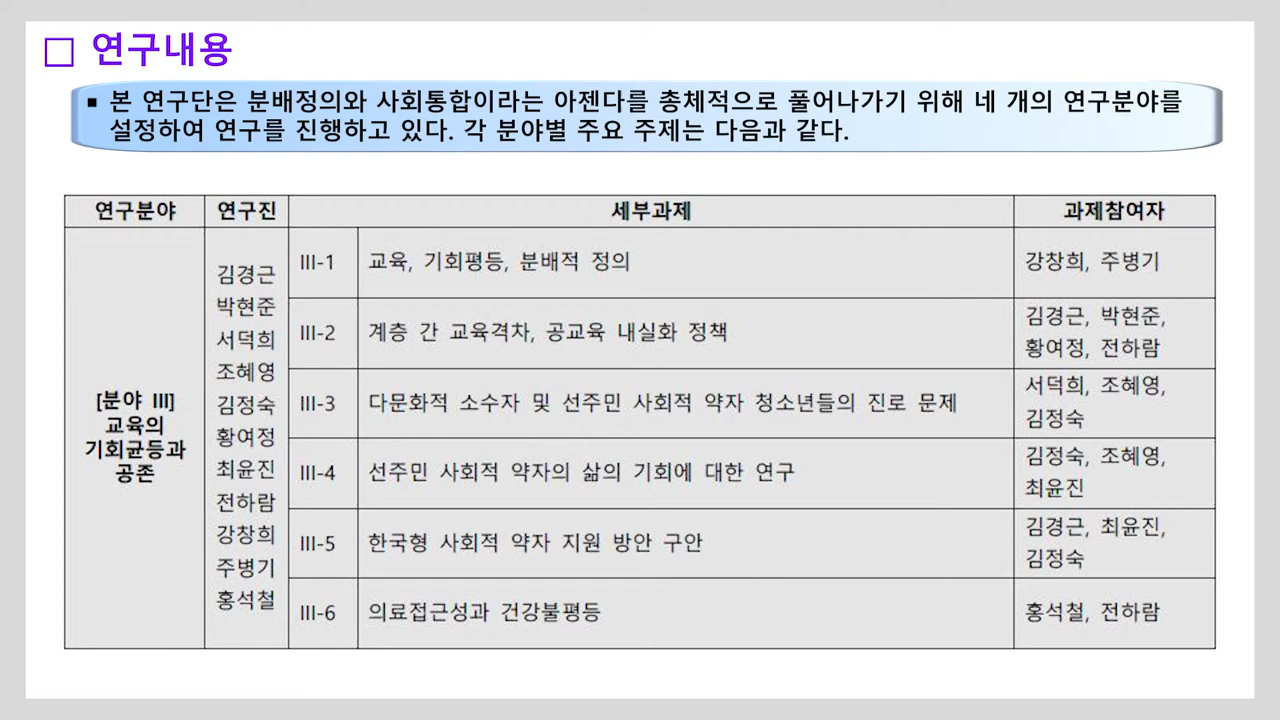 □ 연구내용
▪ 본 연구단은 분배정의와 사회통합이라는 아젠다를 총체적으로 풀어나가기 위해 네 개의 연구분야를
설정하여 연구를 진행하고 있다. 각 분야별 주요 주제는 다음과 같다.
연구분야 연구진 세부과제 과제참여자
[분야 III]
교육의
기회균등과
공존
김경근
박현준
서덕희
조혜영
김정숙
황여정
최윤진
전하람
강창희
주병기
홍석철
III-1 교육, 기회평등, 분배적 정의 강창희, 주병기
III-2 계층 간 교육격차, 공교육 내실화 정책 김경근, 박현준,
황여정, 전하람
III-3 다문화적 소수자 및 선주민 사회적 약자 청소년들의 진로 문제 서덕희, 조혜영,
김정숙
III-4 선주민 사회적 약자의 삶의 기회에 대한 연구 김정숙, 조혜영,
최윤진
III-5 한국형 사회적 약자 지원 방안 구안 김경근, 최윤진,
김정숙
III-6 의료접근성과 건강불평등 홍석철, 전하람